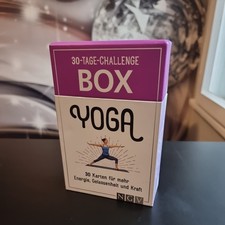 30-TAGE-CHALLENGE
BOX
YOGA
30 Karten für mehr
Energie, Gelassenheit und Kraft
NGV